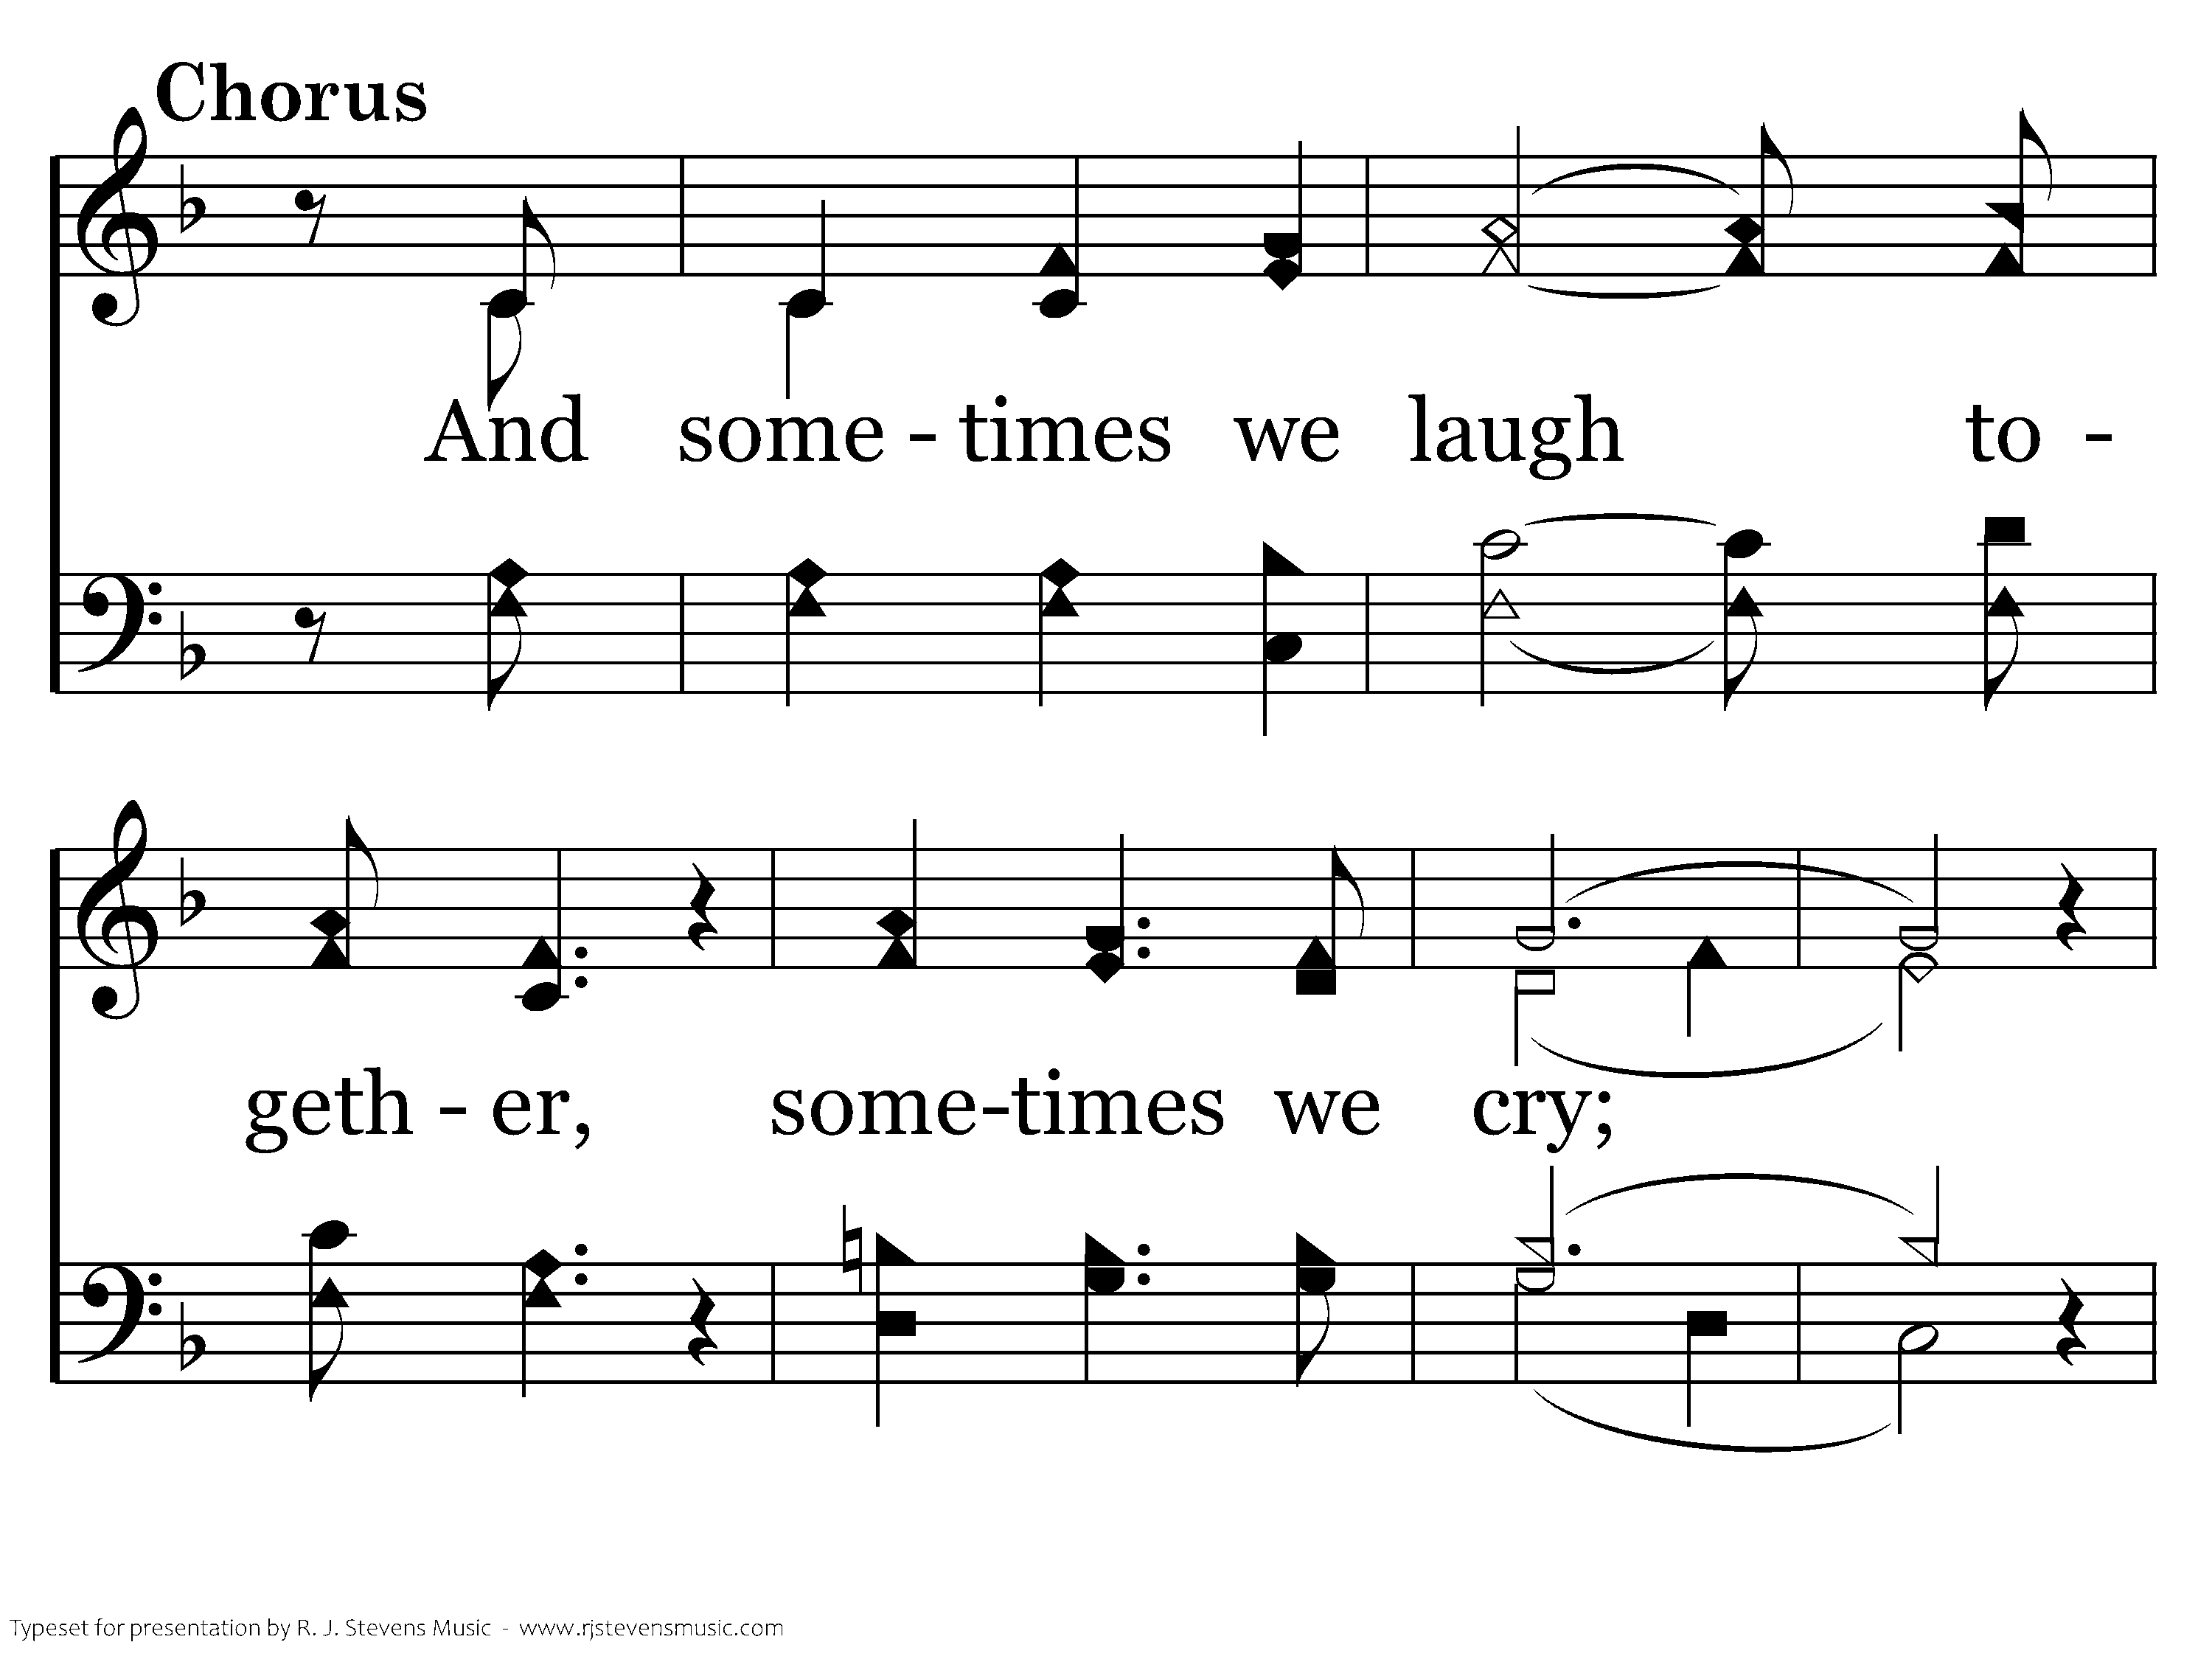 Chorus
And some - times we laugh to -
geth - er, some-times we cry;
Typeset for presentation by R. J. Stevens Music - www.rjstevensmusic.com